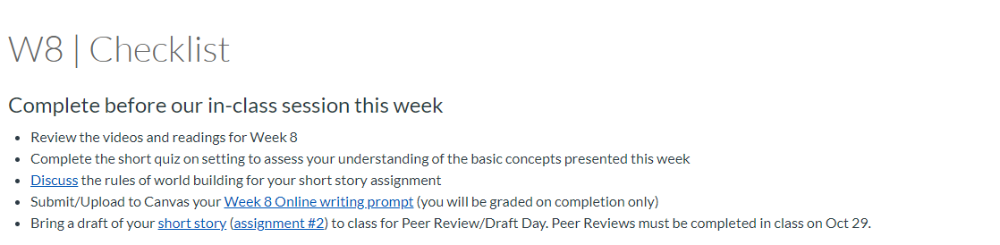 W8 | Checklist
Complete before our in-class session this week
• Review the videos and readings for Week 8
• Complete the short quiz on setting to assess your understanding of the basic concepts presented this week
• Discuss the rules of world building for your short story assignment
• Submit/Upload to Canvas your Week 8 Online writing prompt (you will be graded on completion only)
• Bring a draft of your short story (assignment #2) to class for Peer Review/Draft Day. Peer Reviews must be completed in class on Oct 29.